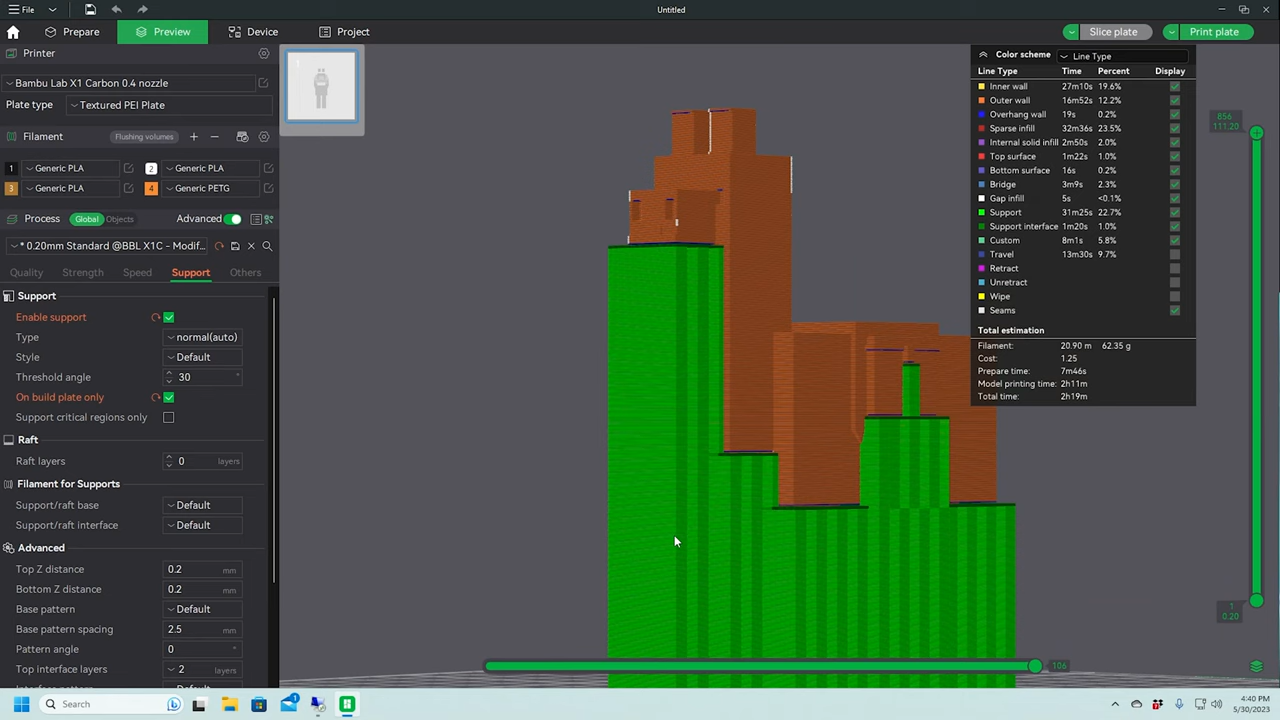 File
Untitled
Prepare
Preview
Device
Project
Slice plate
Print plate
Printer
Bambu Lab X1 Carbon 0.4 nozzle
Plate type
Textured PEI Plate
Filament
Flushing volumes
1 Generic PLA
2 Generic PLA
3 Generic PLA
4 Generic PETG
Process Global Objects Advanced
* 0.20mm Standard @BBL X1C - Modif...
Quality Strength Speed Support Others
Support
Enable support
Type normal(auto)
Style Default
Threshold angle 30 °
On build plate only
Support critical regions only
Raft
Raft layers 0 layers
Filament for Supports
Support/raft base Default
Support/raft interface Default
Advanced
Top Z distance 0.2 mm
Bottom Z distance 0.2 mm
Base pattern Default
Base pattern spacing 2.5 mm
Pattern angle 0 °
Top interface layers 2 layers
1
Color scheme Line Type
Line Type Time Percent Display
Inner wall 27m10s 19.6%
Outer wall 16m52s 12.2%
Overhang wall 19s 0.2%
Sparse infill 32m36s 23.5%
Internal solid infill 2m50s 2.0%
Top surface 1m22s 1.0%
Bottom surface 16s 0.2%
Bridge 3m9s 2.3%
Gap infill 5s <0.1%
Support 31m25s 22.7%
Support interface 1m20s 1.0%
Custom 8m1s 5.8%
Travel 13m30s 9.7%
Retract
Unretract
Wipe
Seams
Total estimation
Filament: 20.90 m 62.35 g
Cost: 1.25
Prepare time: 7m46s
Model printing time: 2h11m
Total time: 2h19m
856
111.20
1
0.20
106
Search
1
4:40 PM
5/30/2023